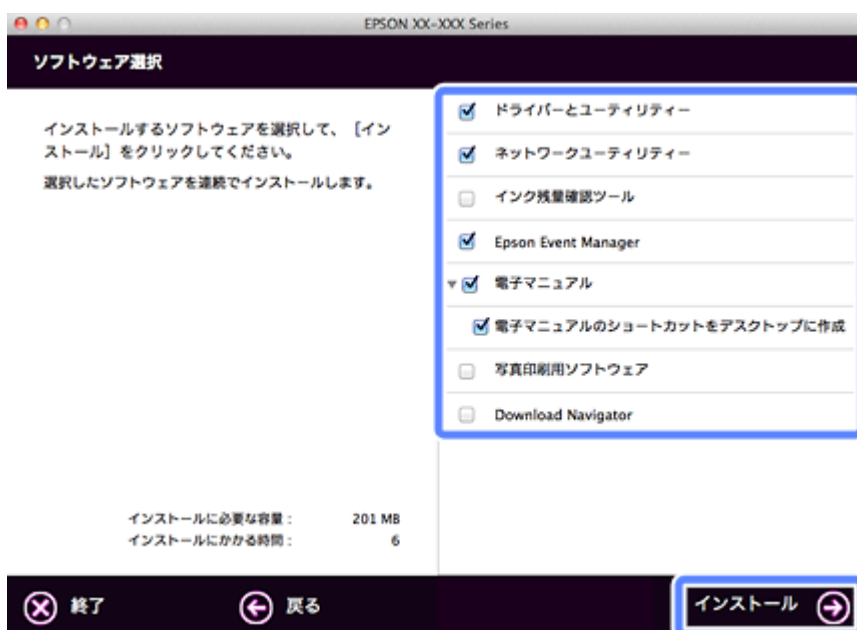 EPSON XX-XXX Series
ソフトウェア選択
インストールするソフトウェアを選択して、［イン
ストール］をクリックしてください。
選択したソフトウェアを連続でインストールします。
ドライバーとユーティリティー
ネットワークユーティリティー
インク残量確認ツール
Epson Event Manager
電子マニュアル
電子マニュアルのショートカットをデスクトップに作成
写真印刷用ソフトウェア
Download Navigator
インストールに必要な容量： 201 MB
インストールにかかる時間： 6
終了
戻る
インストール